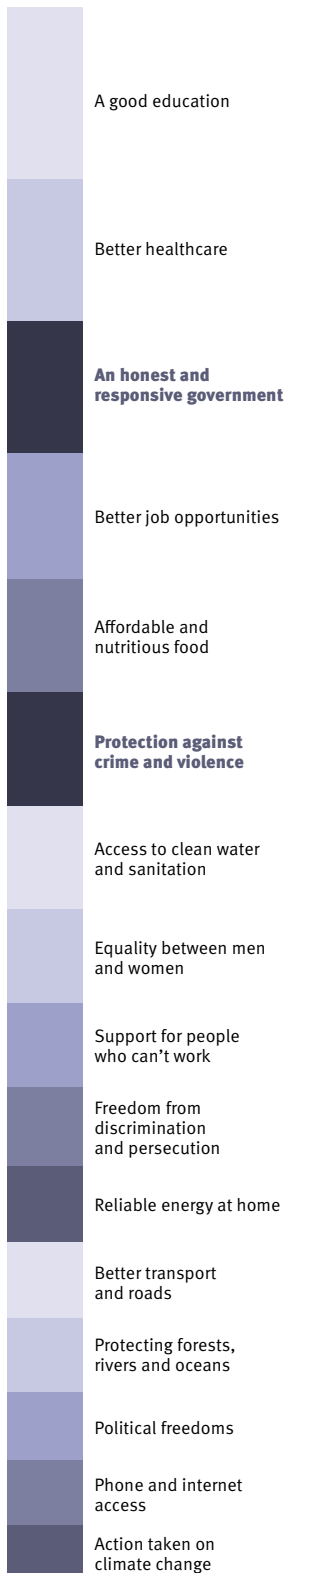 A good education
Better healthcare
An honest and
responsive government
Better job opportunities
Affordable and
nutritious food
Protection against
crime and violence
Access to clean water
and sanitation
Equality between men
and women
Support for people
who can’t work
Freedom from
discrimination
and persecution
Reliable energy at home
Better transport
and roads
Protecting forests,
rivers and oceans
Political freedoms
Phone and internet
access
Action taken on
climate change